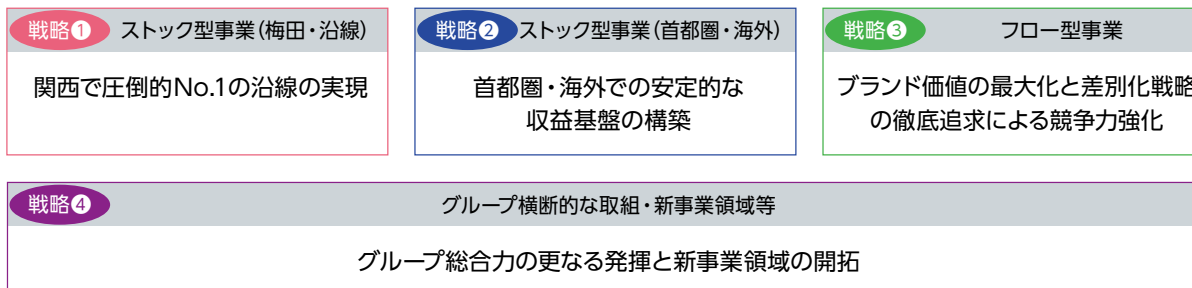 戦略❶ ストック型事業(梅田・沿線)
関西で圧倒的No.1の沿線の実現
戦略❷ ストック型事業(首都圏・海外)
首都圏・海外での安定的な
収益基盤の構築
戦略❸ フロー型事業
ブランド価値の最大化と差別化戦略
の徹底追求による競争力強化
戦略❹ グループ横断的な取組・新事業領域等
グループ総合力の更なる発揮と新事業領域の開拓